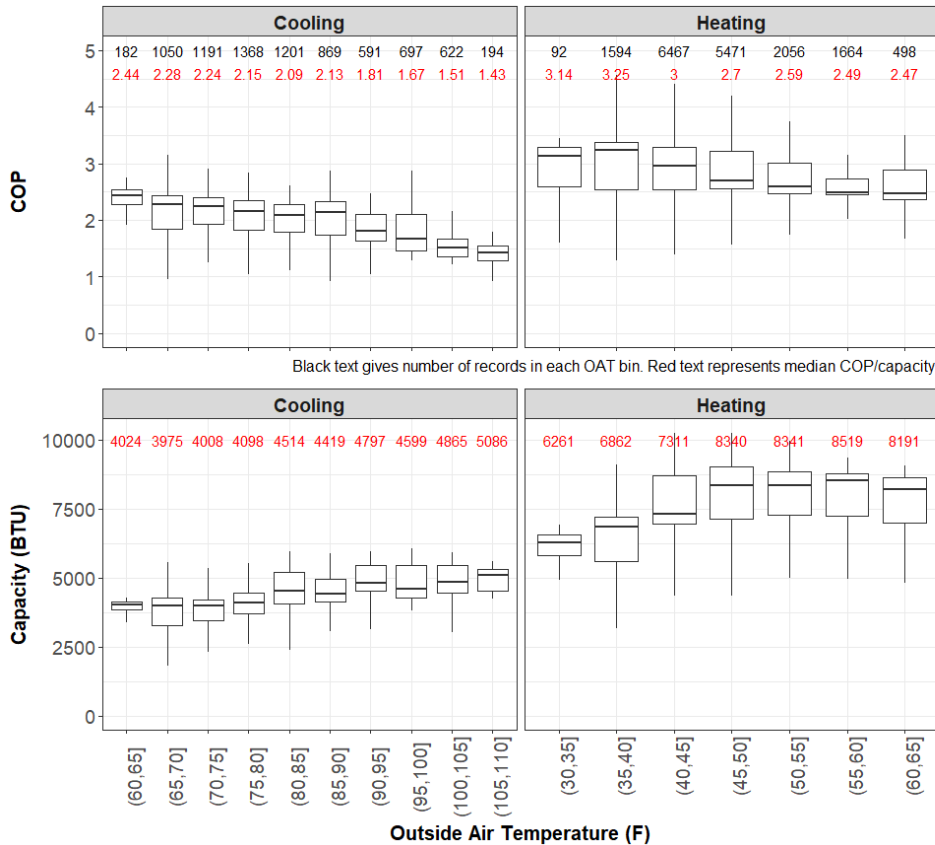 Cooling Heating
5 182 1050 1191 1368 1201 869 591 697 622 194 92 1594 6467 5471 2056 1664 498
2.44 2.28 2.24 2.15 2.09 2.13 1.81 1.67 1.51 1.43 3.14 3.25 3 2.7 2.59 2.49 2.47
4
3
2
1
0
COP
Black text gives number of records in each OAT bin. Red text represents median COP/capacity
Cooling Heating
10000 4024 3975 4008 4098 4514 4419 4797 4599 4865 5086 6261 6862 7311 8340 8341 8519 8191
7500
5000
2500
0
Capacity (BTU)
(60,65] (65,70] (70,75] (75,80] (80,85] (85,90] (90,95] (95,100] (100,105] (105,110] (30,35] (35,40] (40,45] (45,50] (50,55] (55,60] (60,65]
Outside Air Temperature (F)